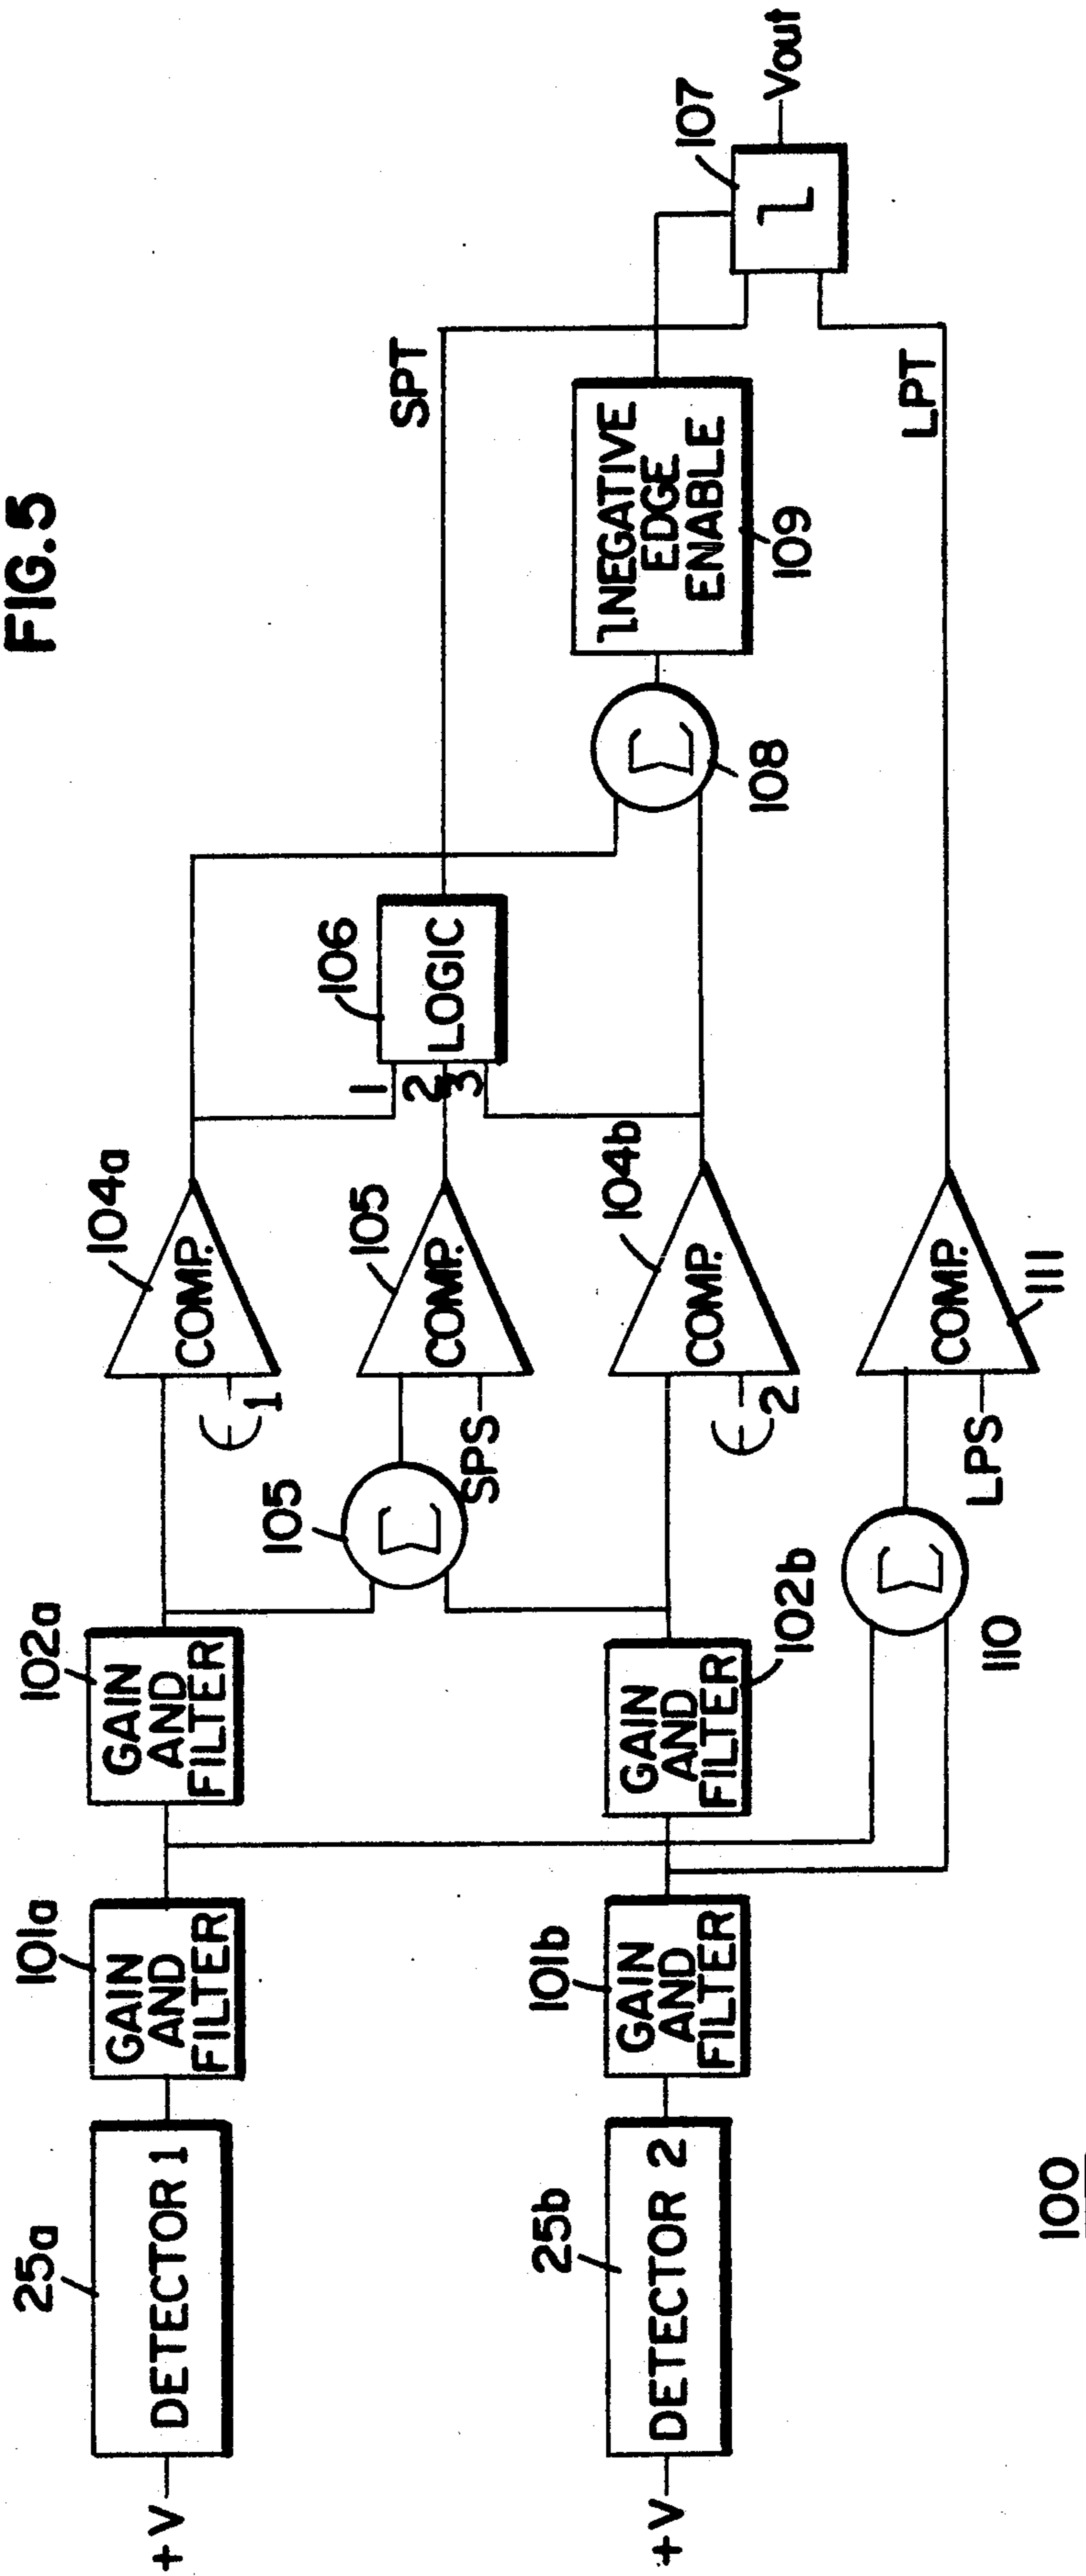 FIG. 5
25a
101a
102a
104a
+V
DETECTOR 1
GAIN
AND
FILTER
GAIN
AND
FILTER
COMP.
1
105
105
106
SPT
COMP.
SPS
1
2
3
LOGIC
25b
101b
102b
104b
+V
DETECTOR 2
GAIN
AND
FILTER
GAIN
AND
FILTER
COMP.
2
Σ
Σ
108
NEGATIVE
EDGE
ENABLE
109
107
Vout
110
Σ
COMP.
LPS
111
LPT
100